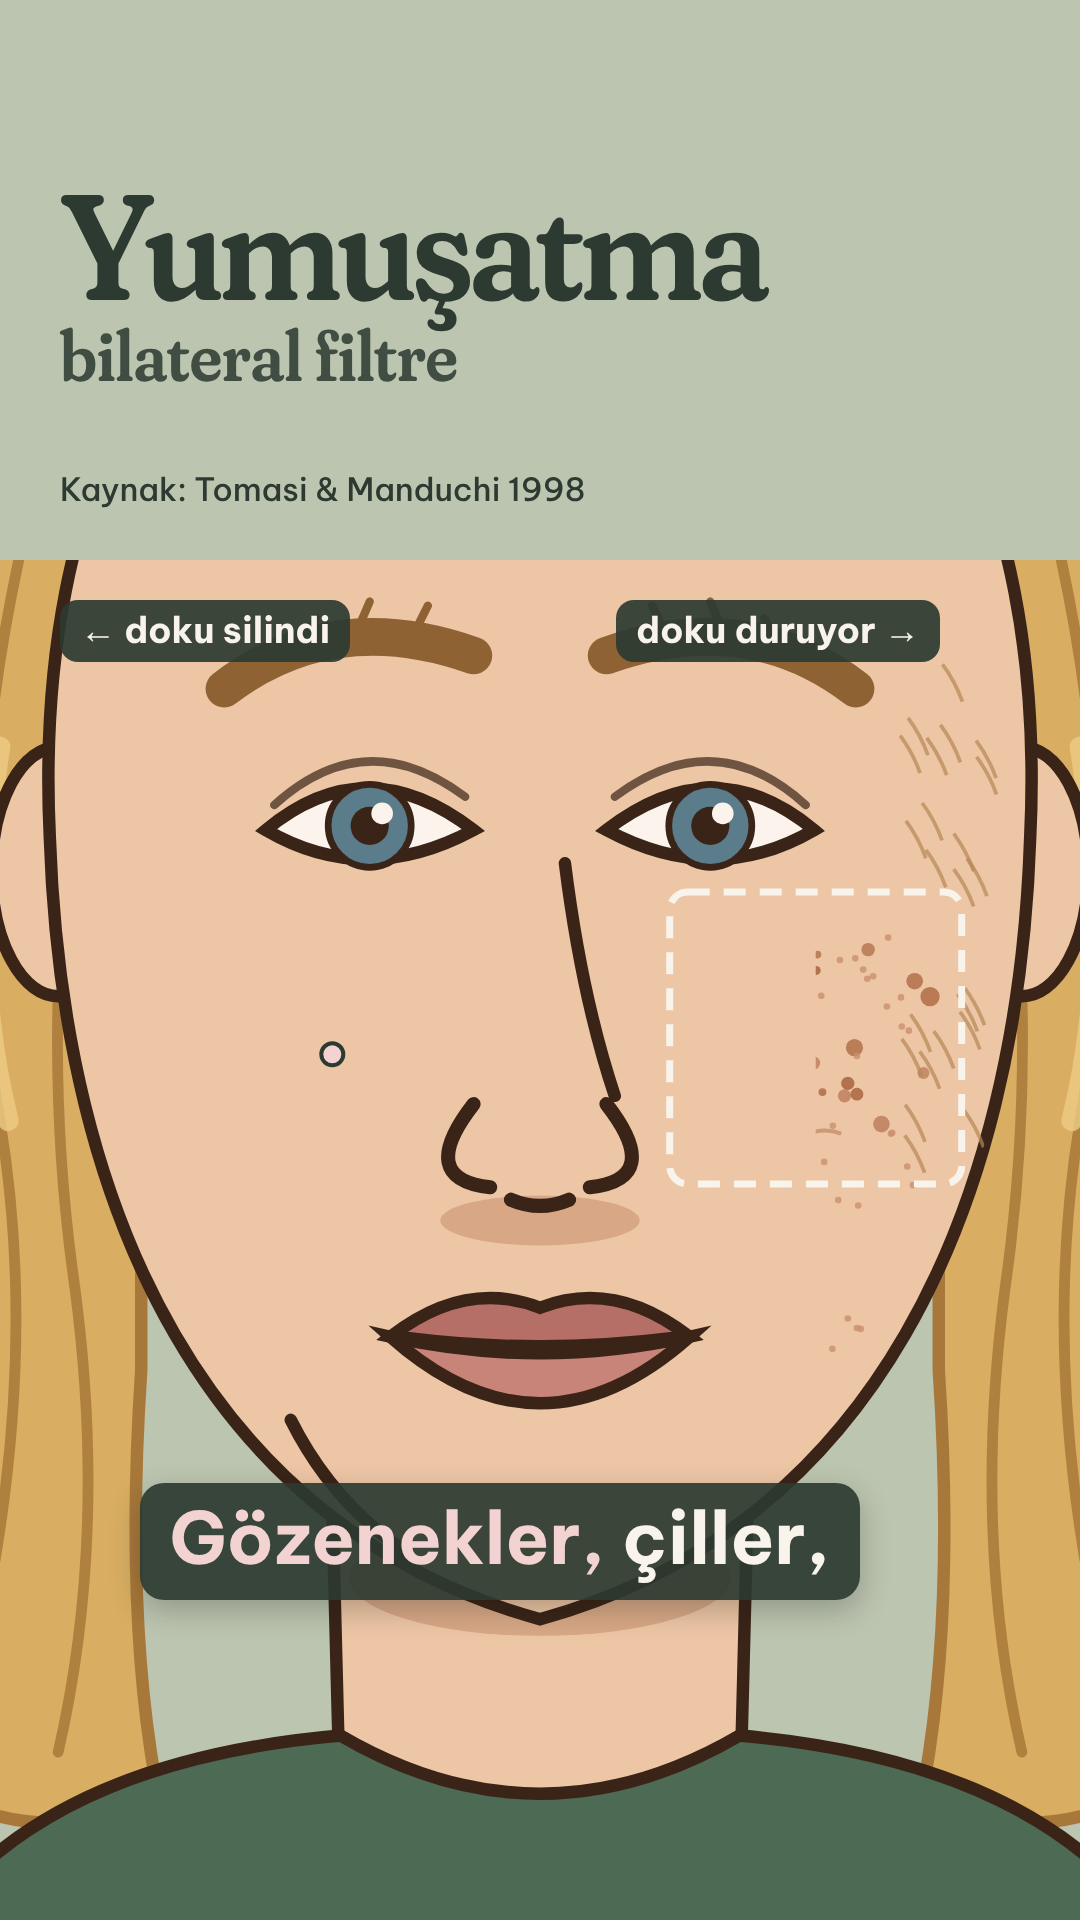 Yumuşatma
bilateral filtre
Kaynak: Tomasi & Manduchi 1998
← doku silindi
doku duruyor →
Gözenekler, çiller,